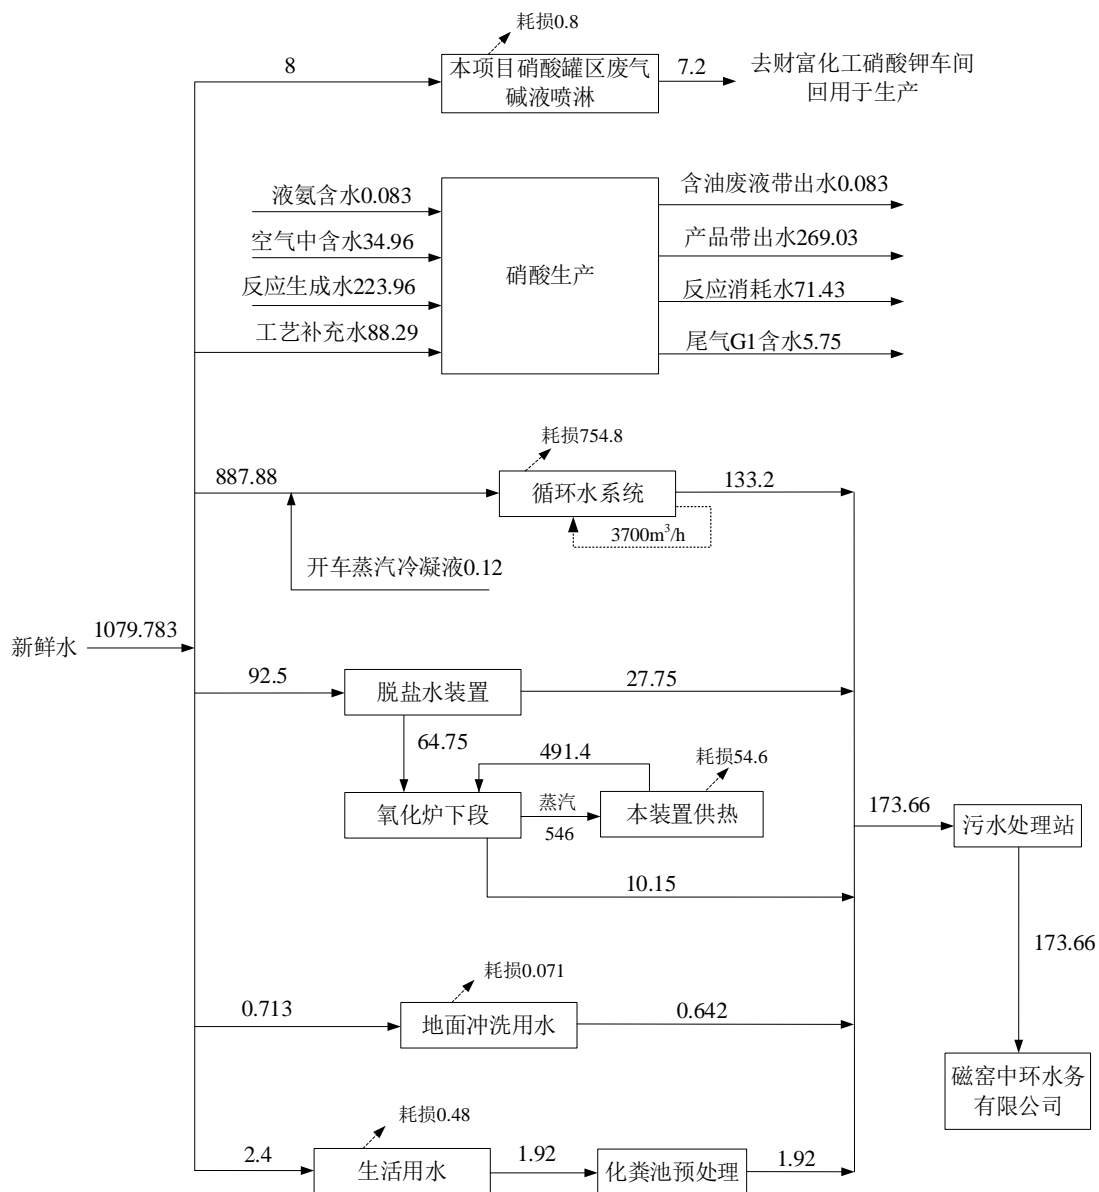 耗损0.8
8
本项目硝酸罐区废气
碱液喷淋
7.2
去财富化工硝酸钾车间
回用于生产
液氨含水0.083
空气中含水34.96
反应生成水223.96
工艺补充水88.29
硝酸生产
含油废液带出水0.083
产品带出水269.03
反应消耗水71.43
尾气G1含水5.75
耗损754.8
887.88
循环水系统
133.2
3700m³/h
开车蒸汽冷凝液0.12
新鲜水
1079.783
92.5
脱盐水装置
27.75
64.75
491.4
耗损54.6
氧化炉下段
蒸汽
546
本装置供热
173.66
污水处理站
10.15
173.66
耗损0.071
0.713
地面冲洗用水
0.642
磁窑中环水务
有限公司
耗损0.48
2.4
生活用水
1.92
化粪池预处理
1.92